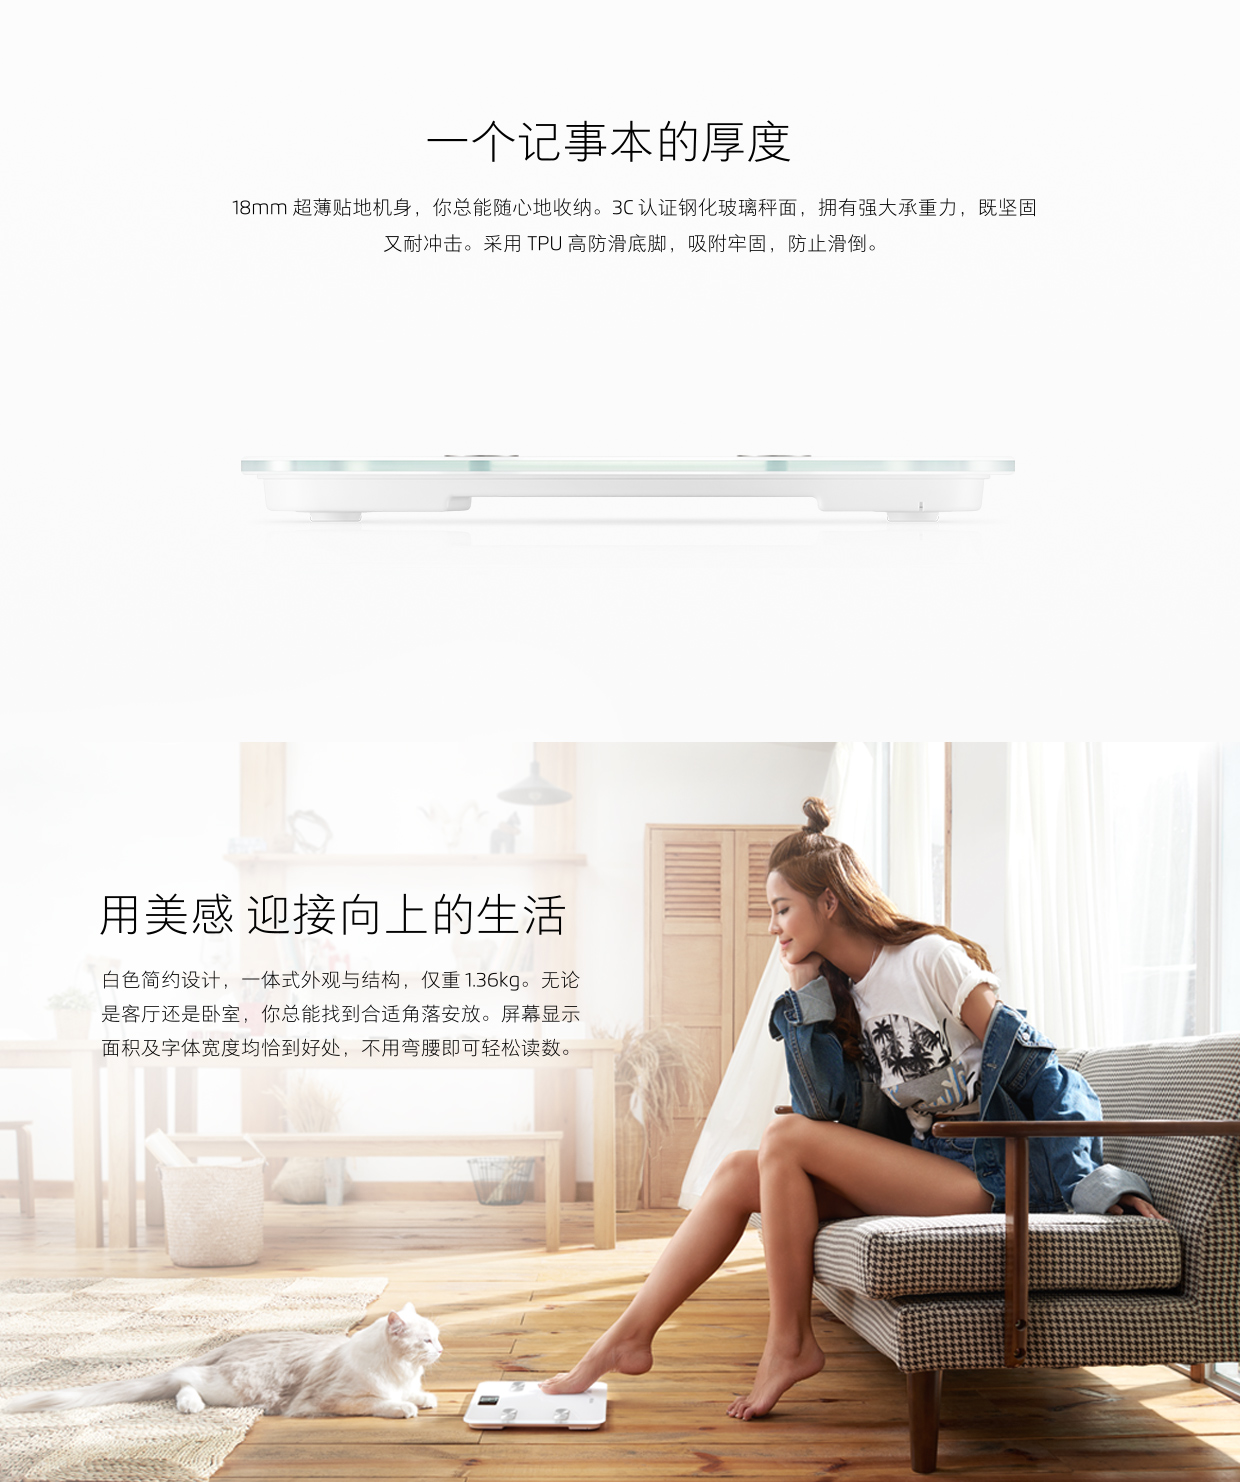 一个记事本的厚度
18mm 超薄贴地机身，你总能随心地收纳。3C 认证钢化玻璃秤面，拥有强大承重力，既坚固
又耐冲击。采用 TPU 高防滑底脚，吸附牢固，防止滑倒。
用美感 迎接向上的生活
白色简约设计，一体式外观与结构，仅重 1.36kg。无论
是客厅还是卧室，你总能找到合适角落安放。屏幕显示
面积及字体宽度均恰到好处，不用弯腰即可轻松读数。